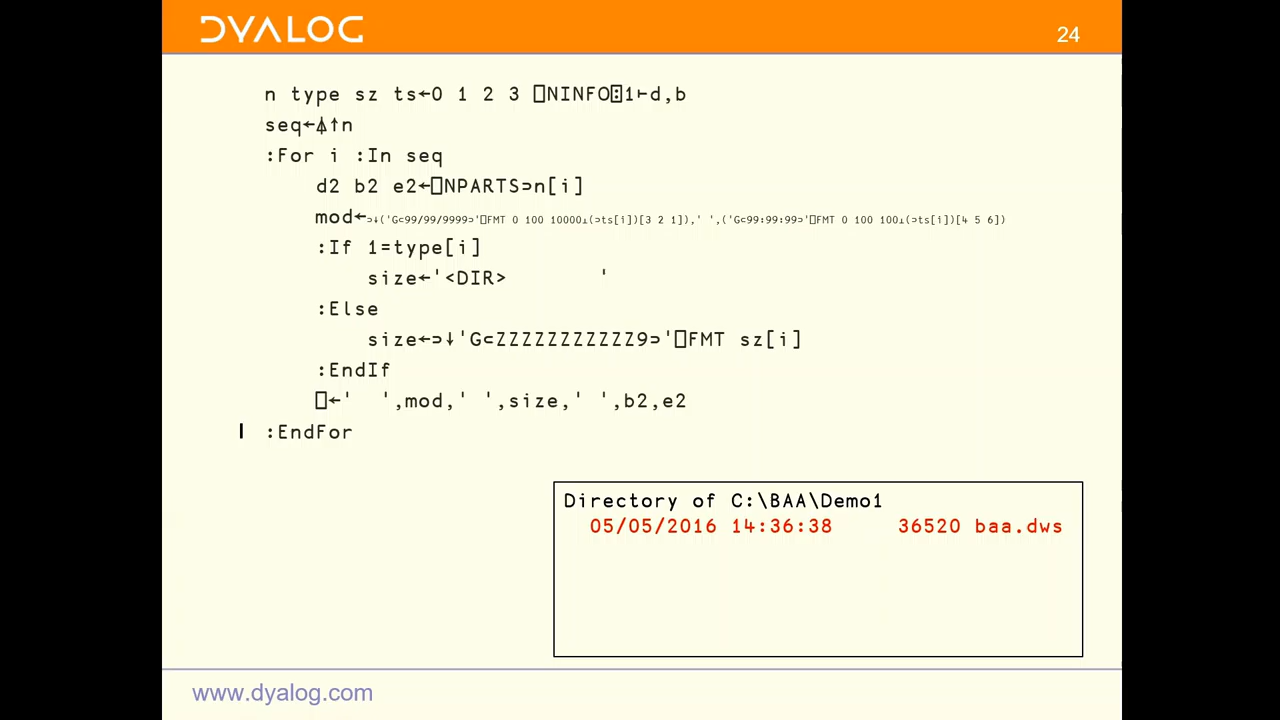 DYALOG
24
n type sz ts←0 1 2 3 ⎕NINFO⍠1⊢d,b
seq←⍋↑n
:For i :In seq
d2 b2 e2←⎕NPARTS⊃n[i]
mod←⊃↓('G⊂99/99/9999⊃'⎕FMT 0 100 10000⊥(⊃ts[i])[3 2 1]),' ',('G⊂99:99:99⊃'⎕FMT 0 100 100⊥(⊃ts[i])[4 5 6])
:If 1=type[i]
size←'<DIR>       '
:Else
size←⊃↓'G⊂ZZZZZZZZZZZ9⊃'⎕FMT sz[i]
:EndIf
⎕←'  ',mod,' ',size,' ',b2,e2
:EndFor
Directory of C:\BAA\Demo1
05/05/2016 14:36:38     36520 baa.dws
www.dyalog.com